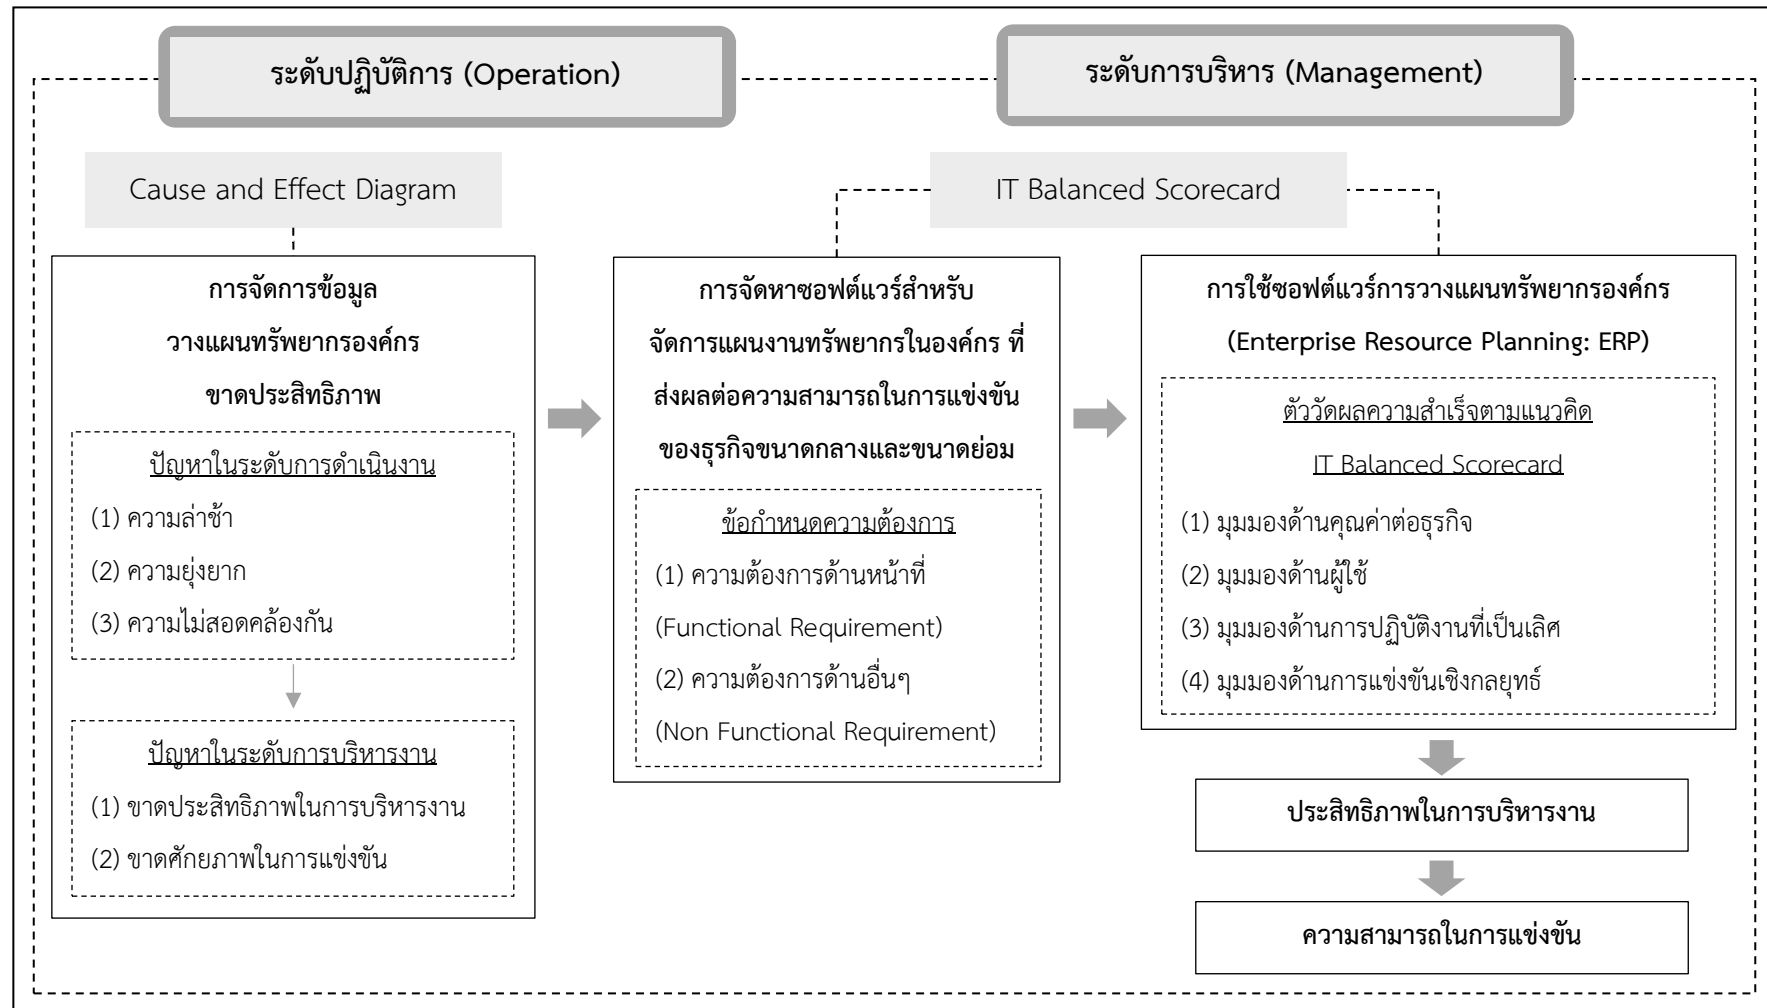 ระดับปฏิบัติการ (Operation)
ระดับการบริหาร (Management)
Cause and Effect Diagram
IT Balanced Scorecard
การจัดการข้อมูล
วางแผนทรัพยากรองค์กร
ขาดประสิทธิภาพ
ปัญหาในระดับการดำเนินงาน
(1) ความล่าช้า
(2) ความยุ่งยาก
(3) ความไม่สอดคล้องกัน
ปัญหาในระดับการบริหารงาน
(1) ขาดประสิทธิภาพในการบริหารงาน
(2) ขาดศักยภาพในการแข่งขัน
การจัดหาซอฟต์แวร์สำหรับ
จัดการแผนงานทรัพยากรในองค์กร ที่
ส่งผลต่อความสามารถในการแข่งขัน
ของธุรกิจขนาดกลางและขนาดย่อม
ข้อกำหนดความต้องการ
(1) ความต้องการด้านหน้าที่
(Functional Requirement)
(2) ความต้องการด้านอื่นๆ
(Non Functional Requirement)
การใช้ซอฟต์แวร์การวางแผนทรัพยากรองค์กร
(Enterprise Resource Planning: ERP)
ตัววัดผลความสำเร็จตามแนวคิด
IT Balanced Scorecard
(1) มุมมองด้านคุณค่าต่อธุรกิจ
(2) มุมมองด้านผู้ใช้
(3) มุมมองด้านการปฏิบัติงานที่เป็นเลิศ
(4) มุมมองด้านการแข่งขันเชิงกลยุทธ์
ประสิทธิภาพในการบริหารงาน
ความสามารถในการแข่งขัน